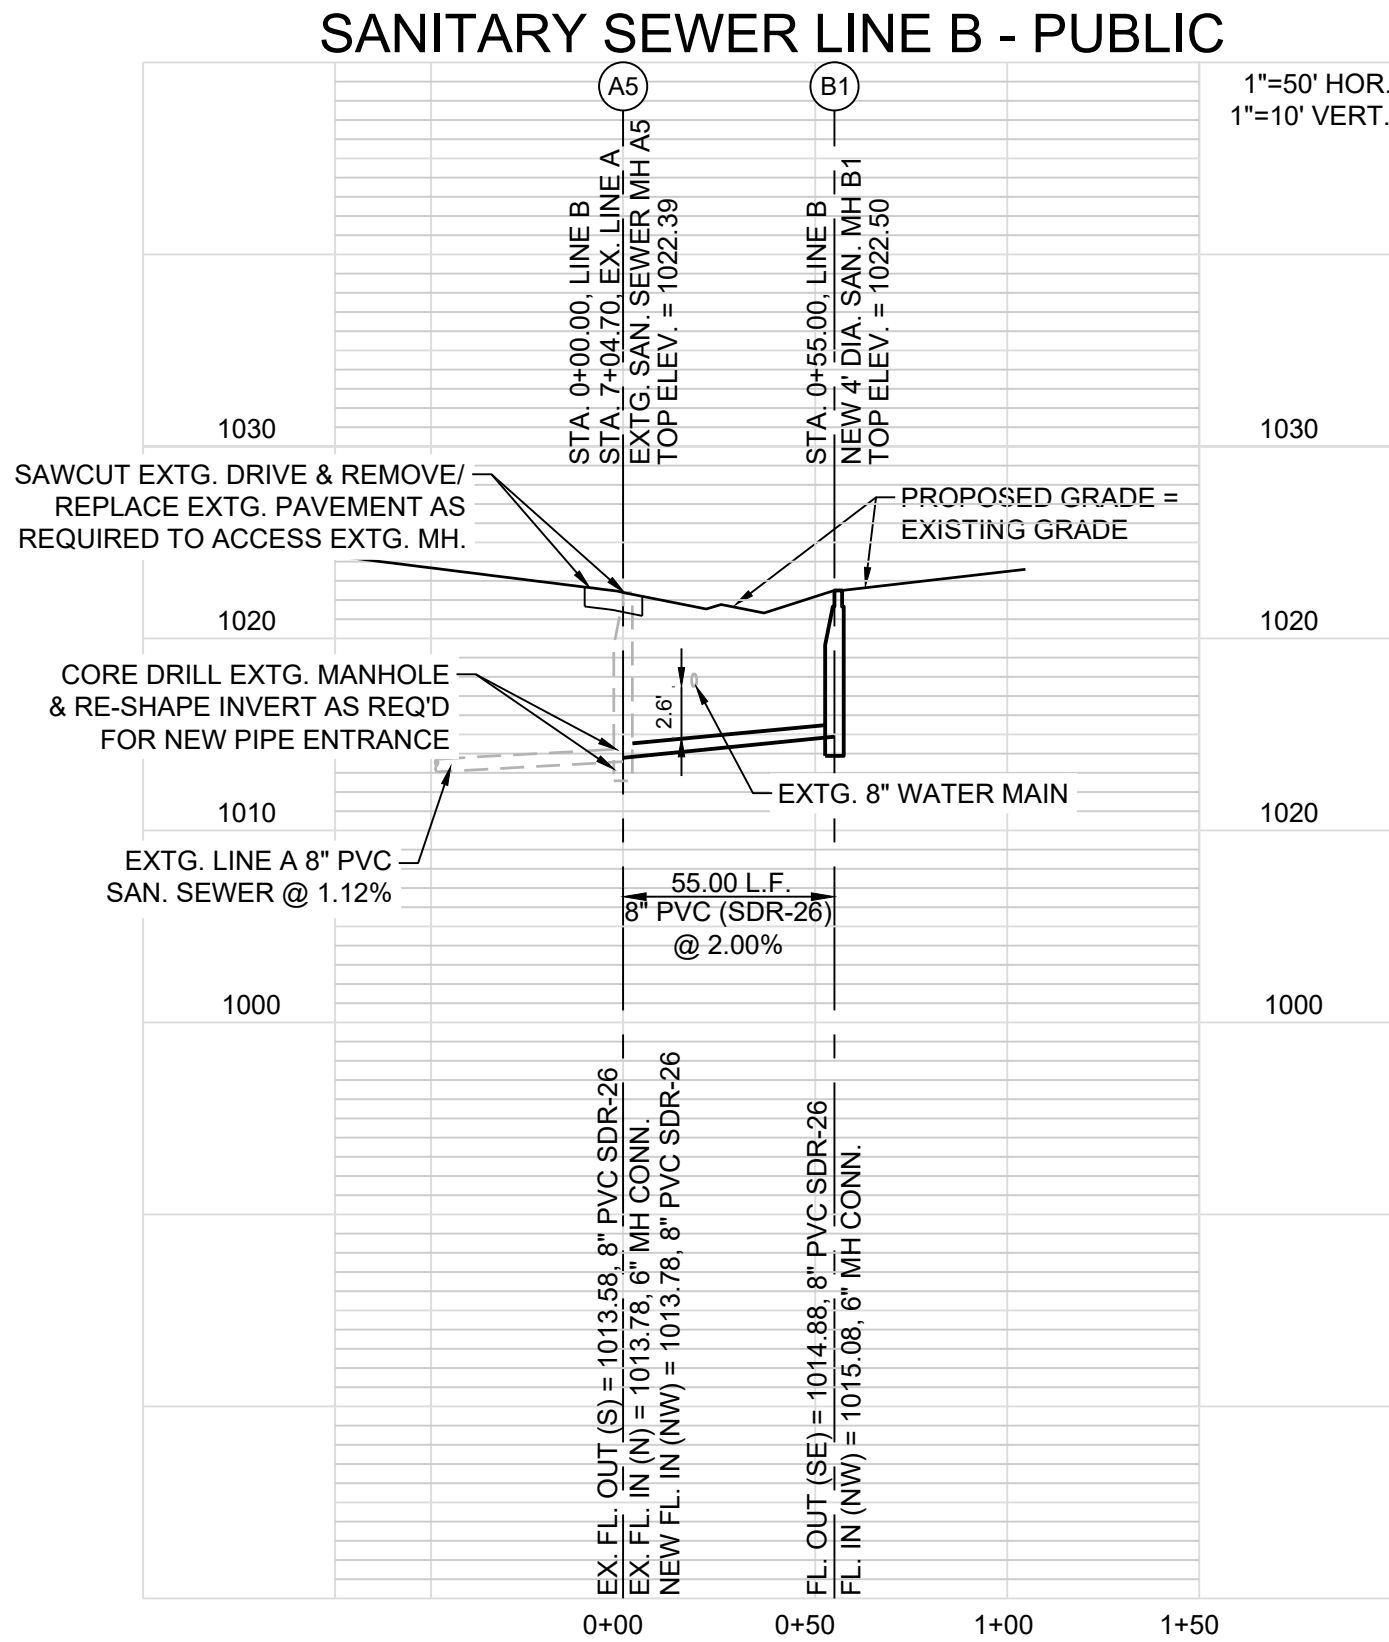 SANITARY SEWER LINE B - PUBLIC
A5
B1
1"=50' HOR.
1"=10' VERT.
STA. 0+00.00, LINE B
STA. 7+04.70, EX. LINE A
EXTG. SAN. SEWER MH A5
TOP ELEV. = 1022.39
STA. 0+55.00, LINE B
NEW 4' DIA. SAN. MH B1
TOP ELEV. = 1022.50
1030
1030
SAWCUT EXTG. DRIVE & REMOVE/
REPLACE EXTG. PAVEMENT AS
REQUIRED TO ACCESS EXTG. MH.
PROPOSED GRADE =
EXISTING GRADE
1020
1020
CORE DRILL EXTG. MANHOLE
& RE-SHAPE INVERT AS REQ'D
FOR NEW PIPE ENTRANCE
2.6'
EXTG. 8" WATER MAIN
1010
1020
EXTG. LINE A 8" PVC
SAN. SEWER @ 1.12%
55.00 L.F.
8" PVC (SDR-26)
@ 2.00%
1000
1000
EX. FL. OUT (S) = 1013.58, 8" PVC SDR-26
EX. FL. IN (N) = 1013.78, 6" MH CONN.
NEW FL. IN (NW) = 1013.78, 8" PVC SDR-26
FL. OUT (SE) = 1014.88, 8" PVC SDR-26
FL. IN (NW) = 1015.08, 6" MH CONN.
0+00
0+50
1+00
1+50